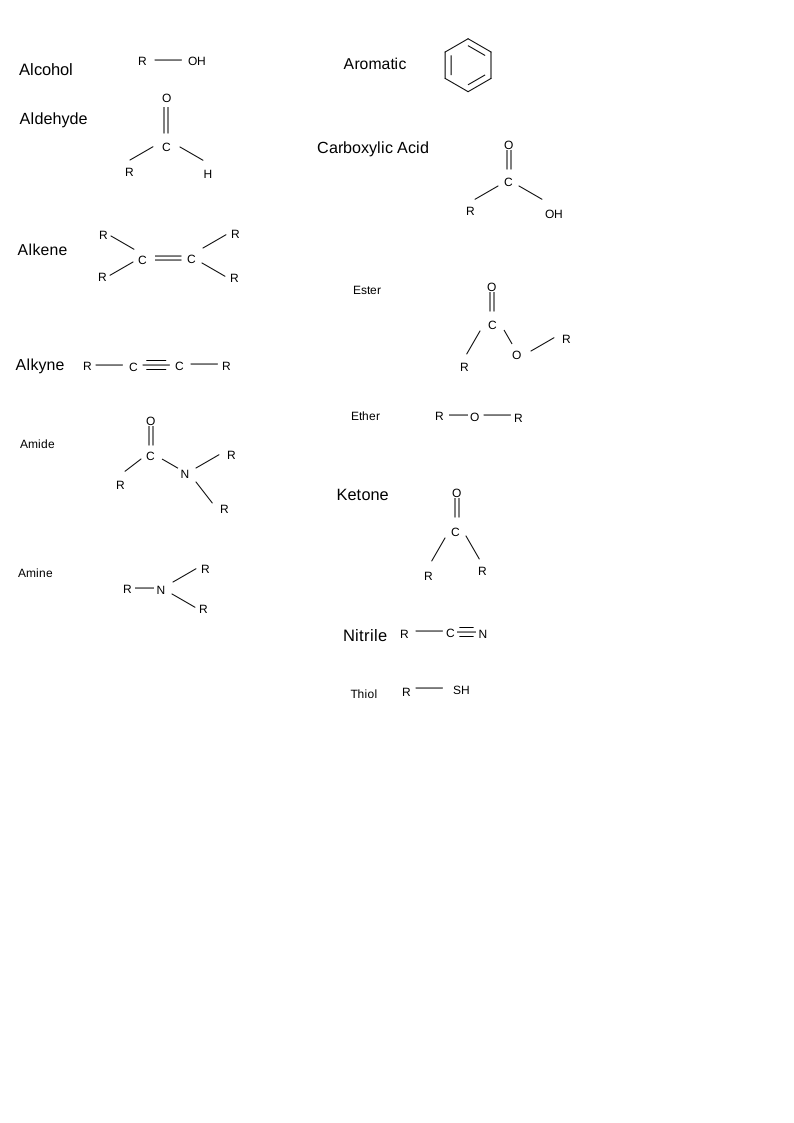 Alcohol
R OH
Aldehyde
O
C
R H
Alkene
R R
C C
R R
Alkyne
R C C R
Amide
O
C
R N R
R
Amine
R N R
R
Aromatic
Carboxylic Acid
O
C
R OH
Ester
O
C
R O R
Ether
R O R
Ketone
O
C
R R
Nitrile
R C N
Thiol
R SH